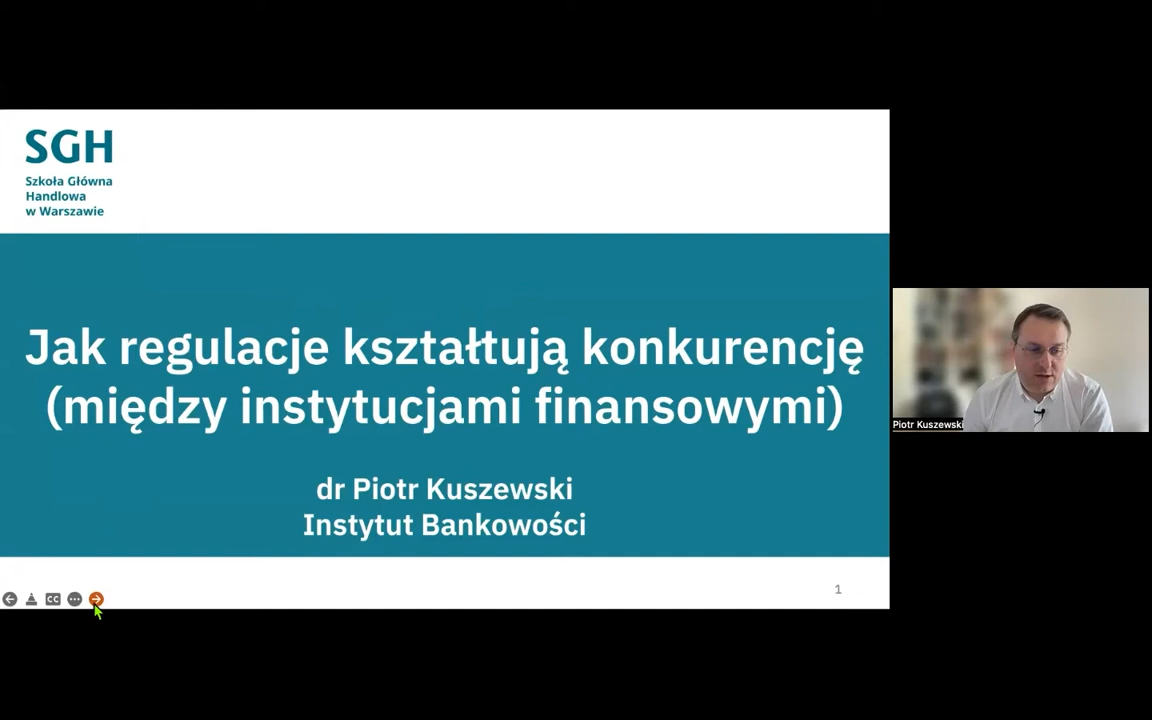 SGH
Szkoła Główna
Handlowa
w Warszawie
Jak regulacje kształtują konkurencję
(między instytucjami finansowymi)
dr Piotr Kuszewski
Instytut Bankowości
CC
1
Piotr Kuszewski